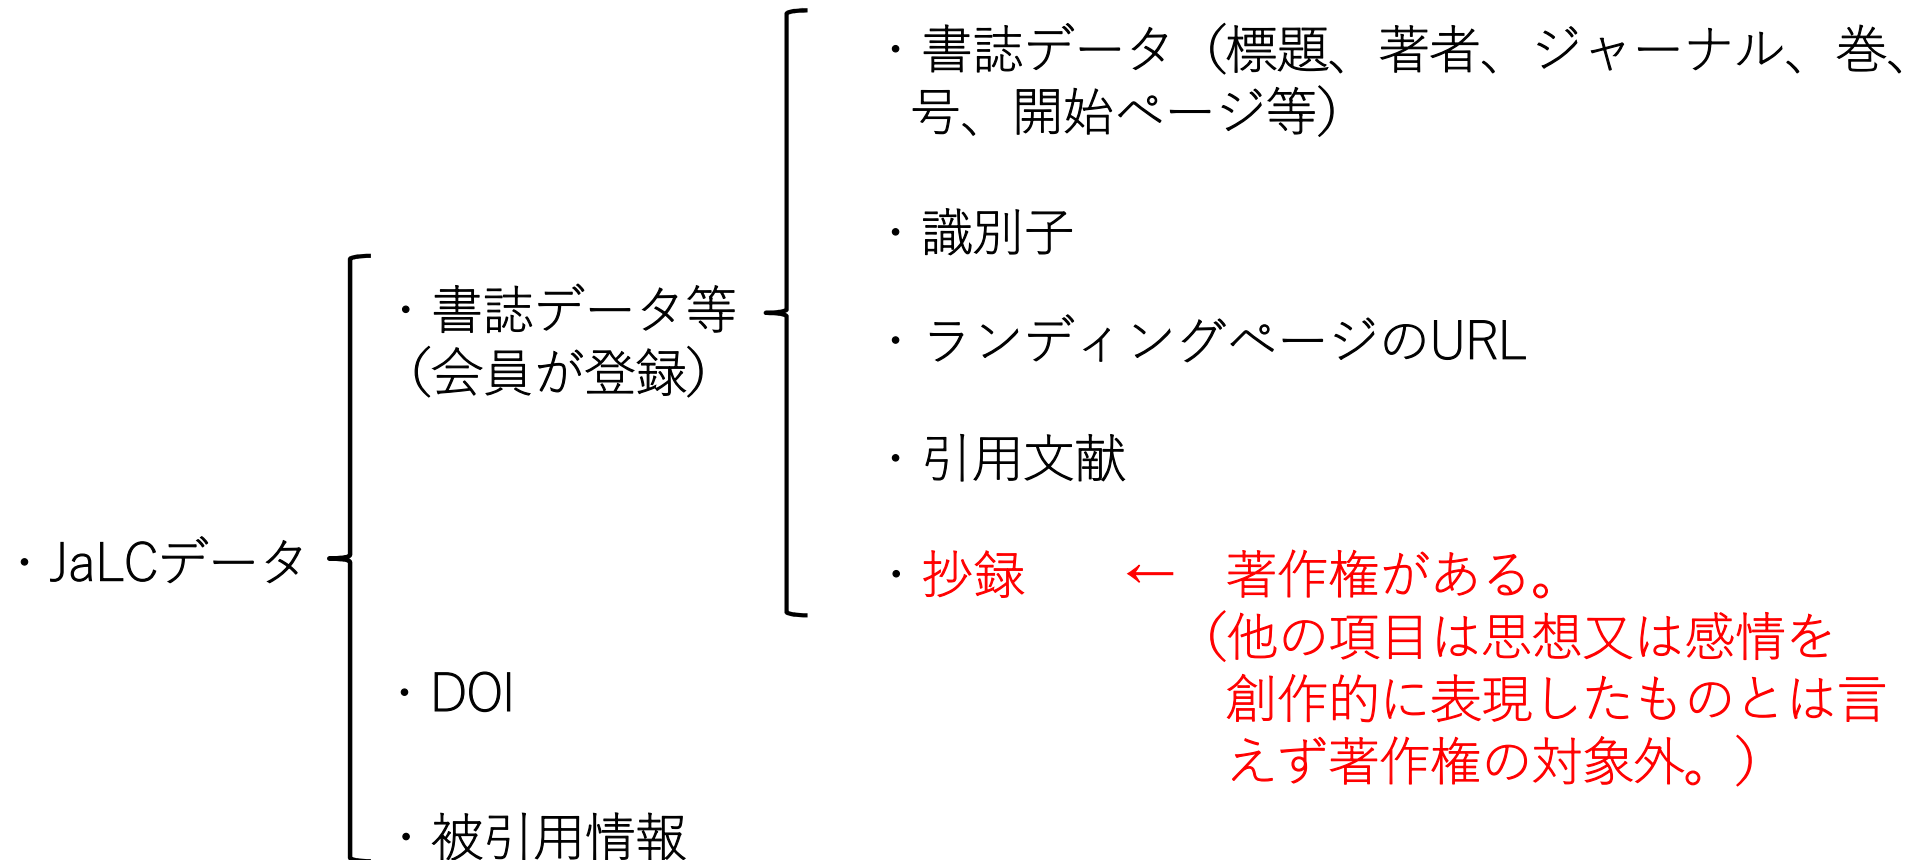 ・JaLCデータ
・書誌データ等
（会員が登録）
・書誌データ（標題、著者、ジャーナル、巻、
号、開始ページ等）
・識別子
・ランディングページのURL
・引用文献
・抄録 ← 著作権がある。
（他の項目は思想又は感情を
創作的に表現したものとは言
えず著作権の対象外。）
・DOI
・被引用情報